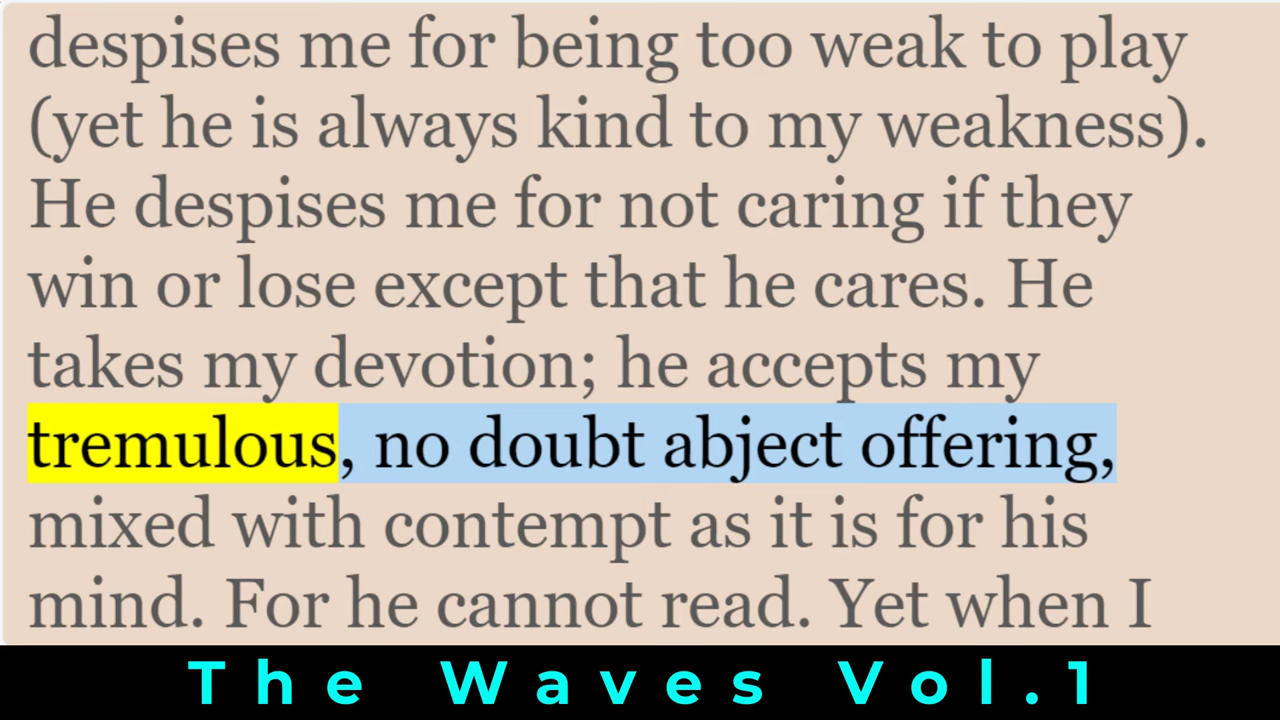 despises me for being too weak to play
(yet he is always kind to my weakness).
He despises me for not caring if they
win or lose except that he cares. He
takes my devotion; he accepts my
tremulous, no doubt abject offering,
mixed with contempt as it is for his
mind. For he cannot read. Yet when I
The Waves Vol.1